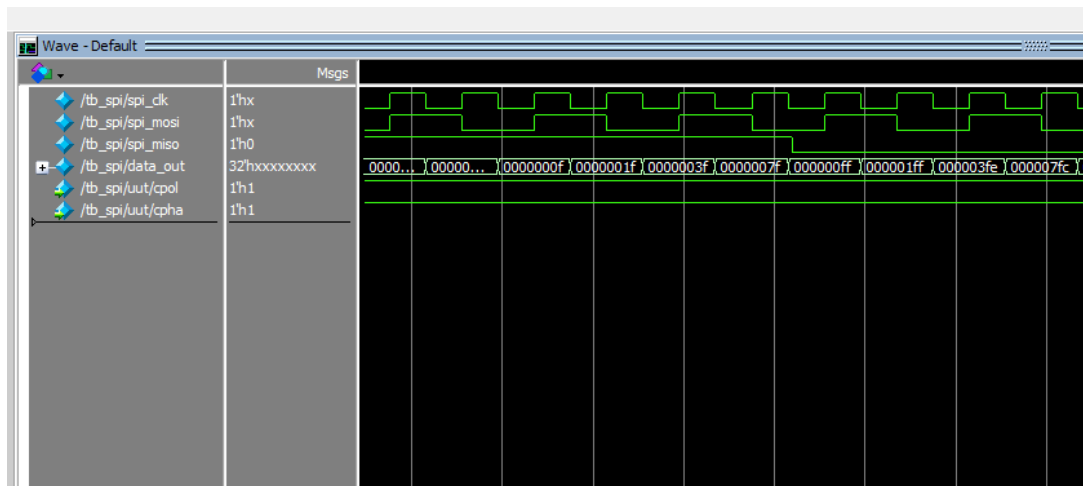 Wave - Default
Msgs
/tb_spi/spi_clk 1'hx
/tb_spi/spi_mosi 1'hx
/tb_spi/spi_miso 1'h0
/tb_spi/data_out 32'hxxxxxxxx 0000... 00000... 0000000f 0000001f 0000003f 0000007f 000000ff 000001ff 000003fe 000007fc
/tb_spi/uut/cpol 1'h1
/tb_spi/uut/cpha 1'h1